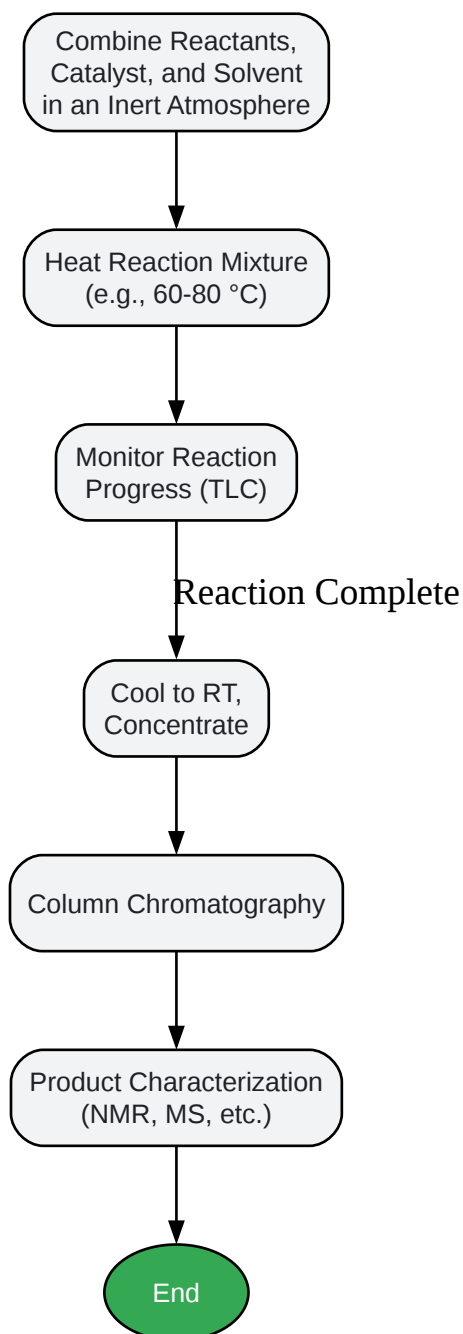 Combine Reactants,
Catalyst, and Solvent
in an Inert Atmosphere
Heat Reaction Mixture
(e.g., 60-80 °C)
Monitor Reaction
Progress (TLC)
Reaction Complete
Cool to RT,
Concentrate
Column Chromatography
Product Characterization
(NMR, MS, etc.)
End